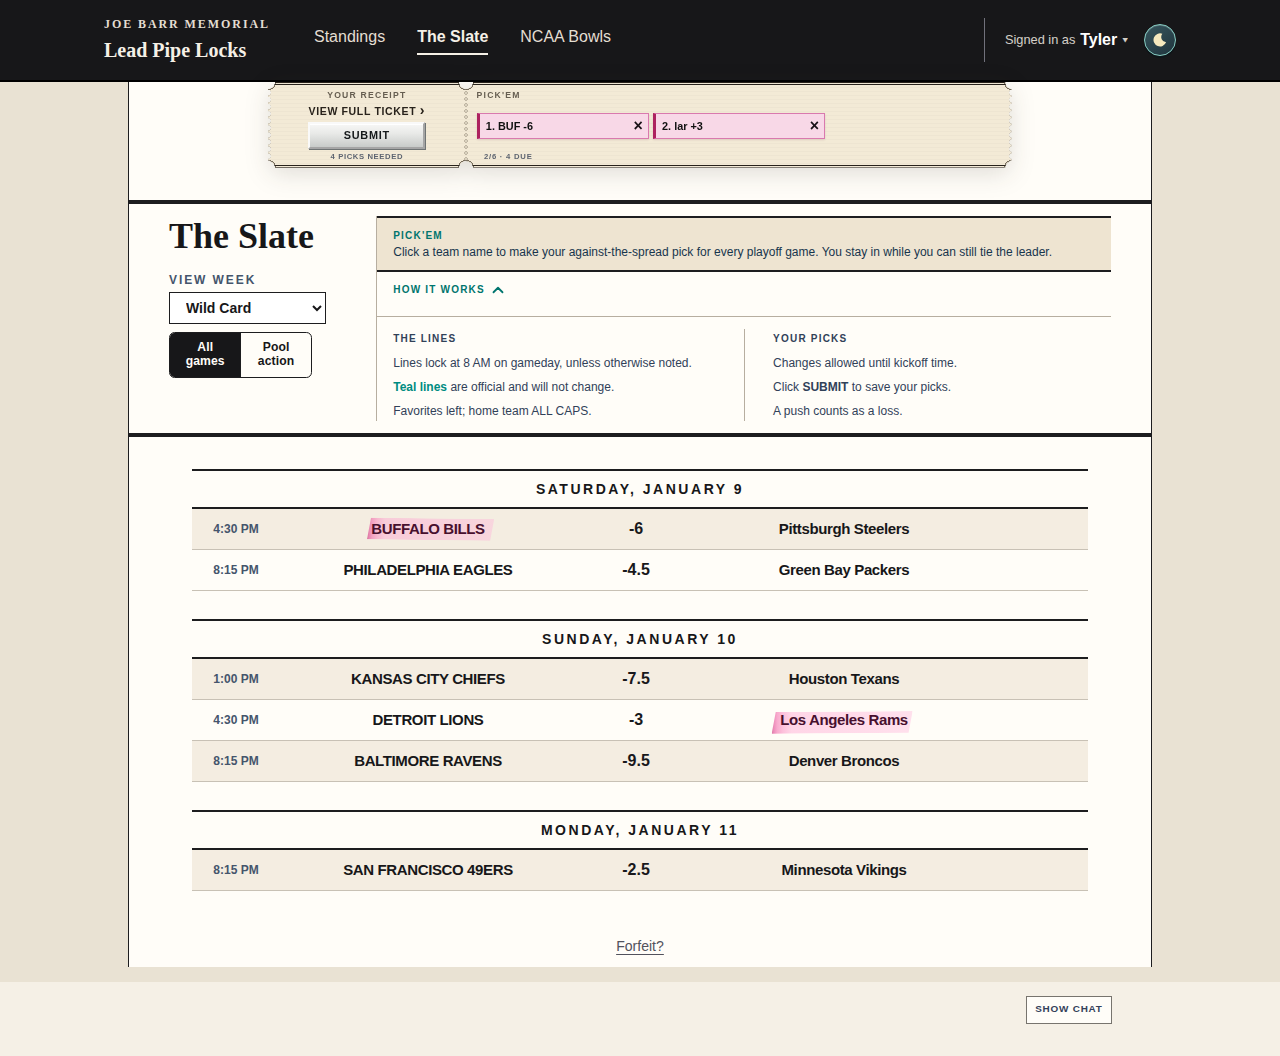 JOE BARR MEMORIAL
Lead Pipe Locks
Standings
The Slate
NCAA Bowls
Signed in as Tyler ▾
YOUR RECEIPT
VIEW FULL TICKET ›
SUBMIT
4 PICKS NEEDED
PICK'EM
1. BUF -6 ×
2. lar +3 ×
2/6 · 4 DUE
The Slate
VIEW WEEK
Wild Card
All games
Pool action
PICK'EM
Click a team name to make your against-the-spread pick for every playoff game. You stay in while you can still tie the leader.
HOW IT WORKS
THE LINES
Lines lock at 8 AM on gameday, unless otherwise noted.
Teal lines are official and will not change.
Favorites left; home team ALL CAPS.
YOUR PICKS
Changes allowed until kickoff time.
Click SUBMIT to save your picks.
A push counts as a loss.
SATURDAY, JANUARY 9
4:30 PM BUFFALO BILLS -6 Pittsburgh Steelers
8:15 PM PHILADELPHIA EAGLES -4.5 Green Bay Packers
SUNDAY, JANUARY 10
1:00 PM KANSAS CITY CHIEFS -7.5 Houston Texans
4:30 PM DETROIT LIONS -3 Los Angeles Rams
8:15 PM BALTIMORE RAVENS -9.5 Denver Broncos
MONDAY, JANUARY 11
8:15 PM SAN FRANCISCO 49ERS -2.5 Minnesota Vikings
Forfeit?
SHOW CHAT